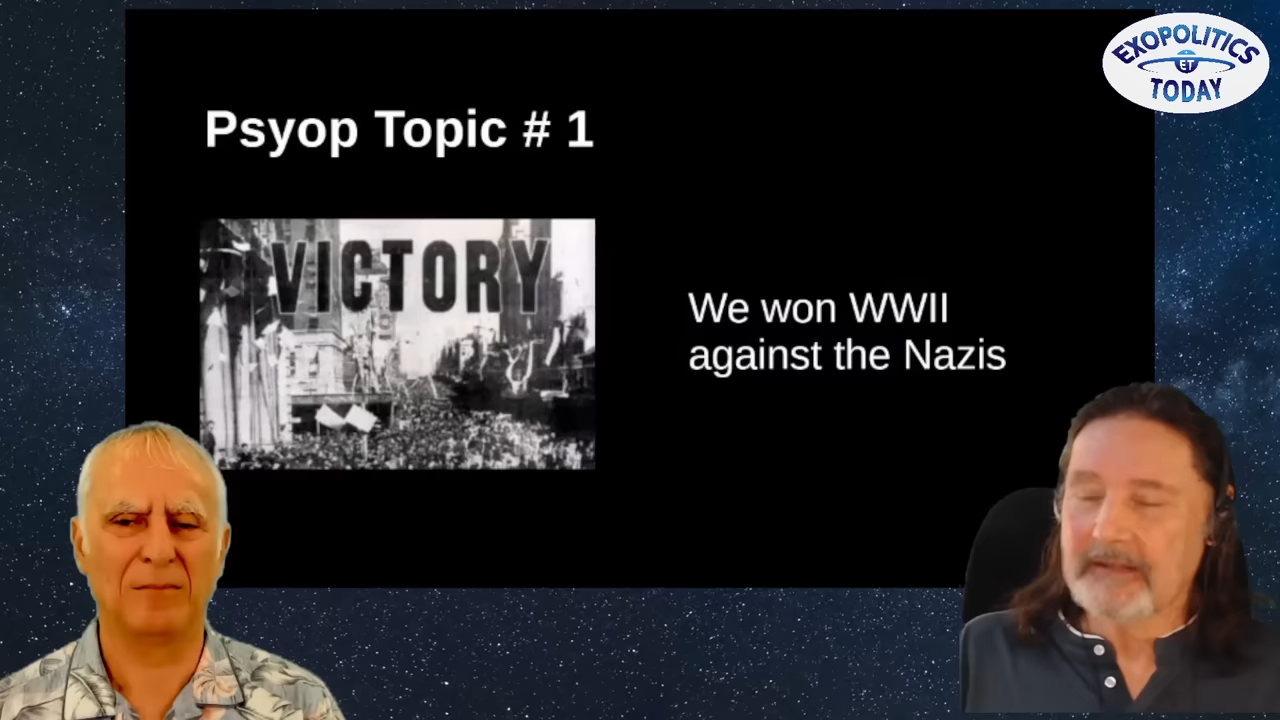 EXOPOLITICS
ET
TODAY
Psyop Topic # 1
VICTORY
We won WWII
against the Nazis